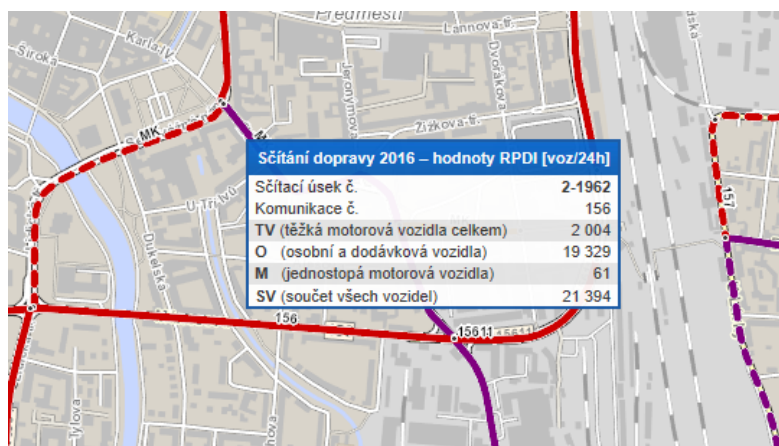 Předměstí
Lannova tř.
Široká
Karla IV.
Jeronýmova
Dvořákova
Žižkova tř.
MK
M
Sčítání dopravy 2016 – hodnoty RPDI [voz/24h]
Sčítací úsek č. 2-1962
Komunikace č. 156
TV (těžká motorová vozidla celkem) 2 004
O (osobní a dodávková vozidla) 19 329
M (jednostopá motorová vozidla) 61
SV (součet všech vozidel) 21 394
U Tří lvů
Dukelská
157
156
15611
15611
Tylova